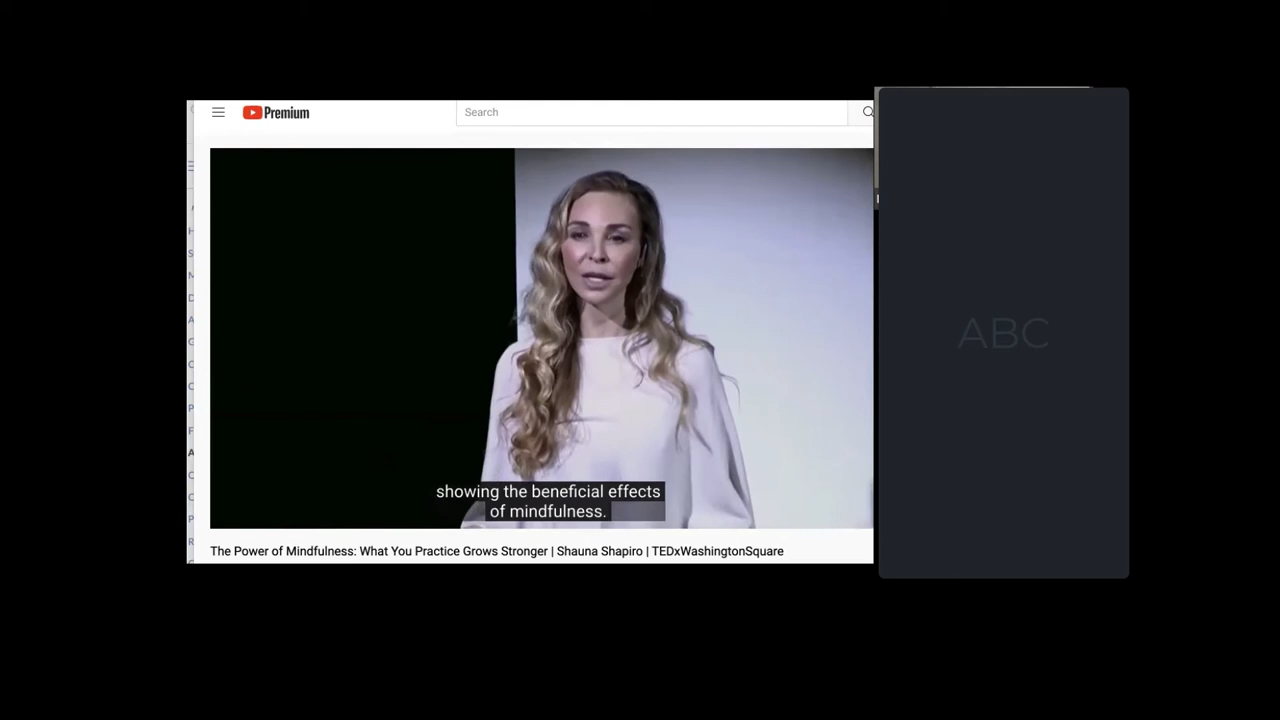 Premium
Search
showing the beneficial effects
of mindfulness.
The Power of Mindfulness: What You Practice Grows Stronger | Shauna Shapiro | TEDxWashingtonSquare
ABC